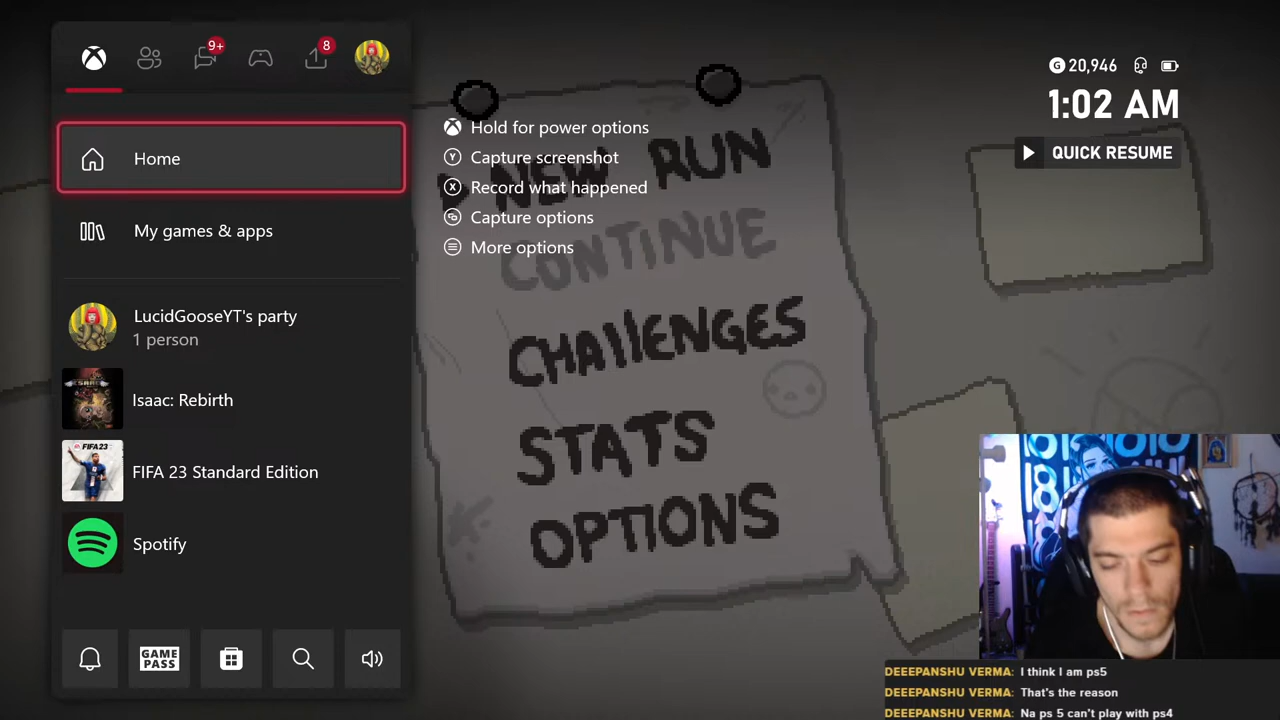 9+
8
Home
My games & apps
LucidGooseYT's party
1 person
Isaac: Rebirth
FIFA 23
FIFA 23 Standard Edition
Spotify
GAME
PASS
Hold for power options
Y Capture screenshot
X Record what happened
Capture options
More options
NEW RUN
CONTINUE
CHALLENGES
STATS
OPTIONS
G 20,946
1:02 AM
QUICK RESUME
DEEEPANSHU VERMA: I think I am ps5
DEEEPANSHU VERMA: That's the reason
DEEEPANSHU VERMA: Na ps 5 can't play with ps4